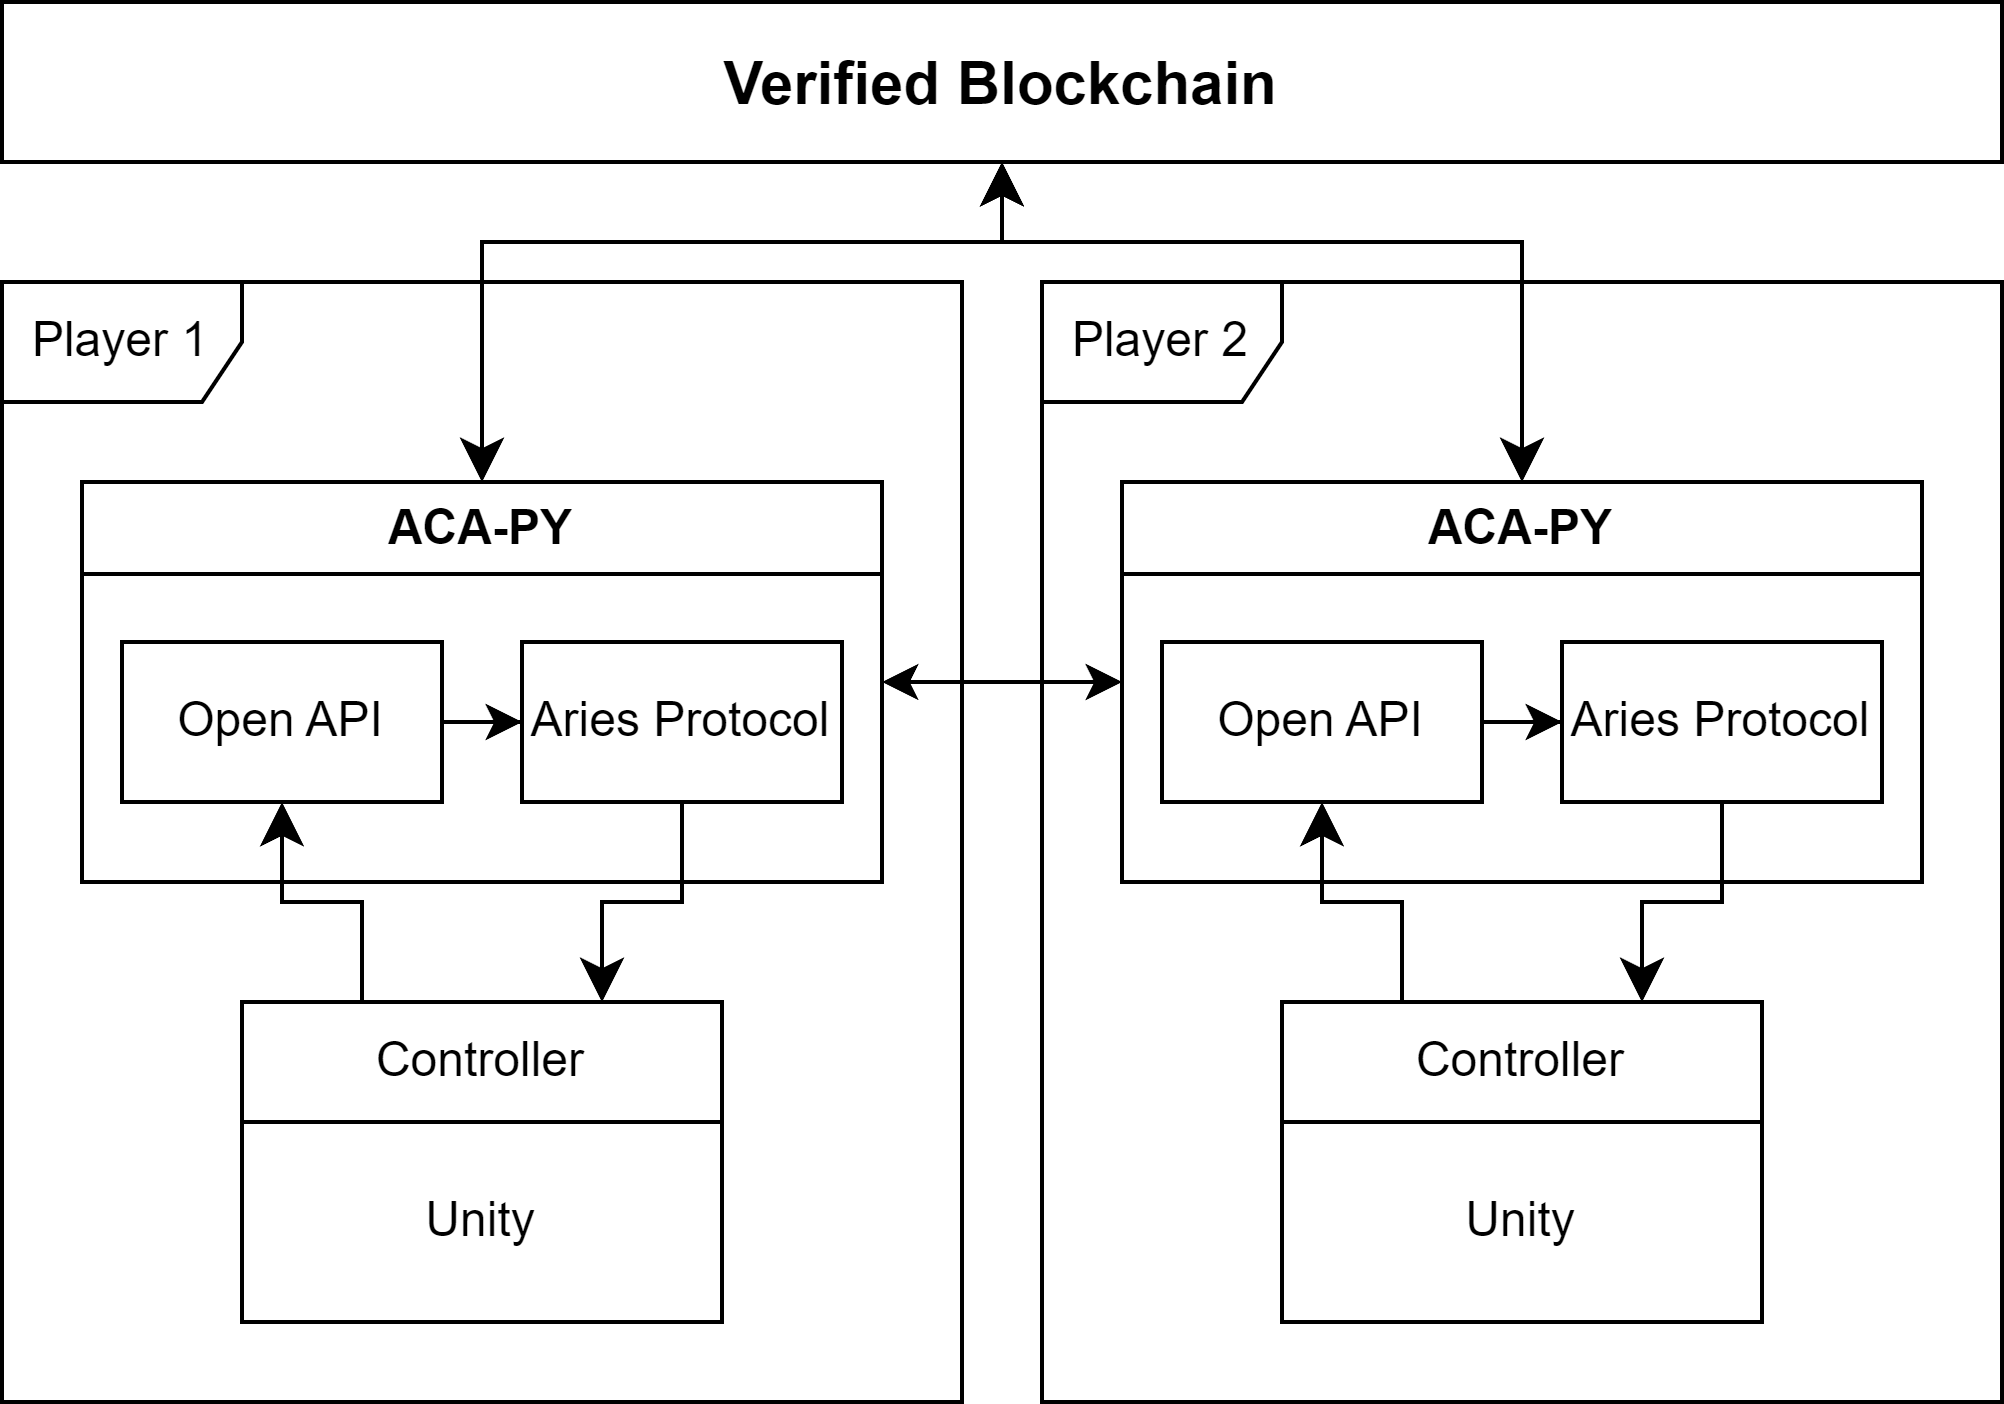 Verified Blockchain
Player 1
ACA-PY
Open API
Aries Protocol
Controller
Unity
Player 2
ACA-PY
Open API
Aries Protocol
Controller
Unity